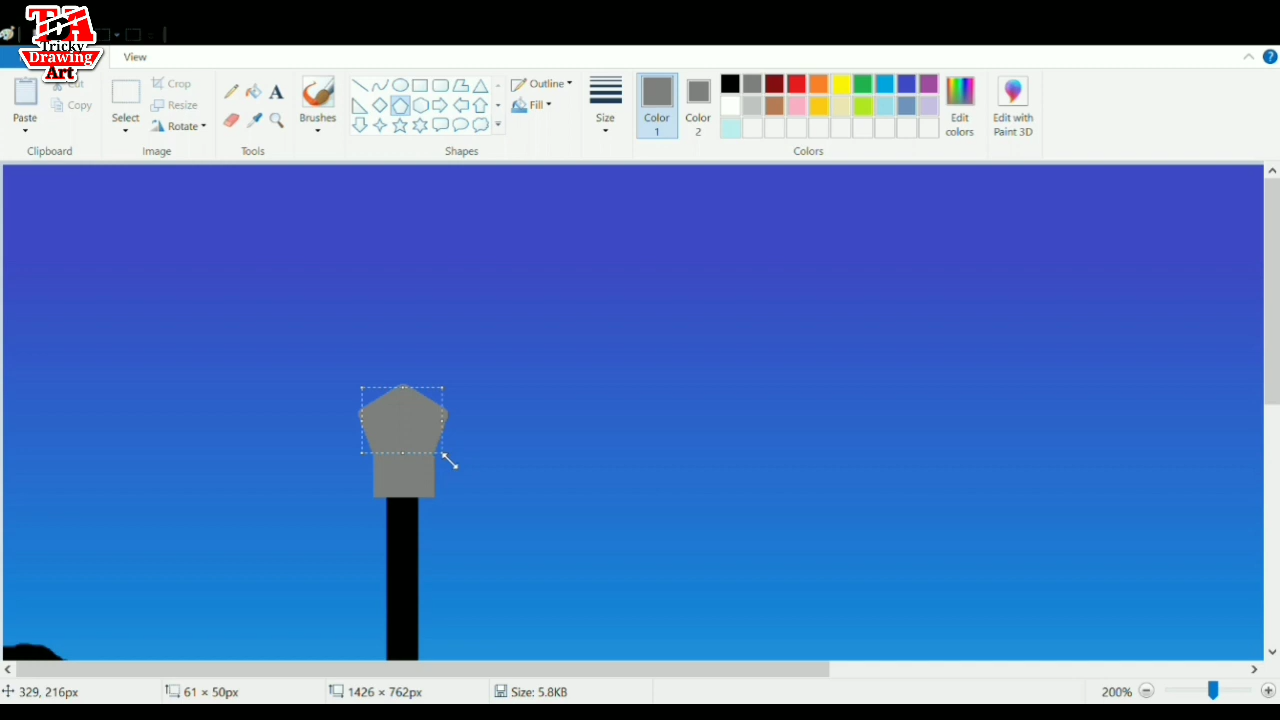 TA
Tricky
Drawing
Art
View
Cut
Copy
Paste
Clipboard
Crop
Resize
Rotate
Select
Image
Tools
Brushes
Outline
Fill
Shapes
Size
Color
1
Color
2
Edit
colors
Colors
Edit with
Paint 3D
329, 216px
61 × 50px
1426 × 762px
Size: 5.8KB
200%